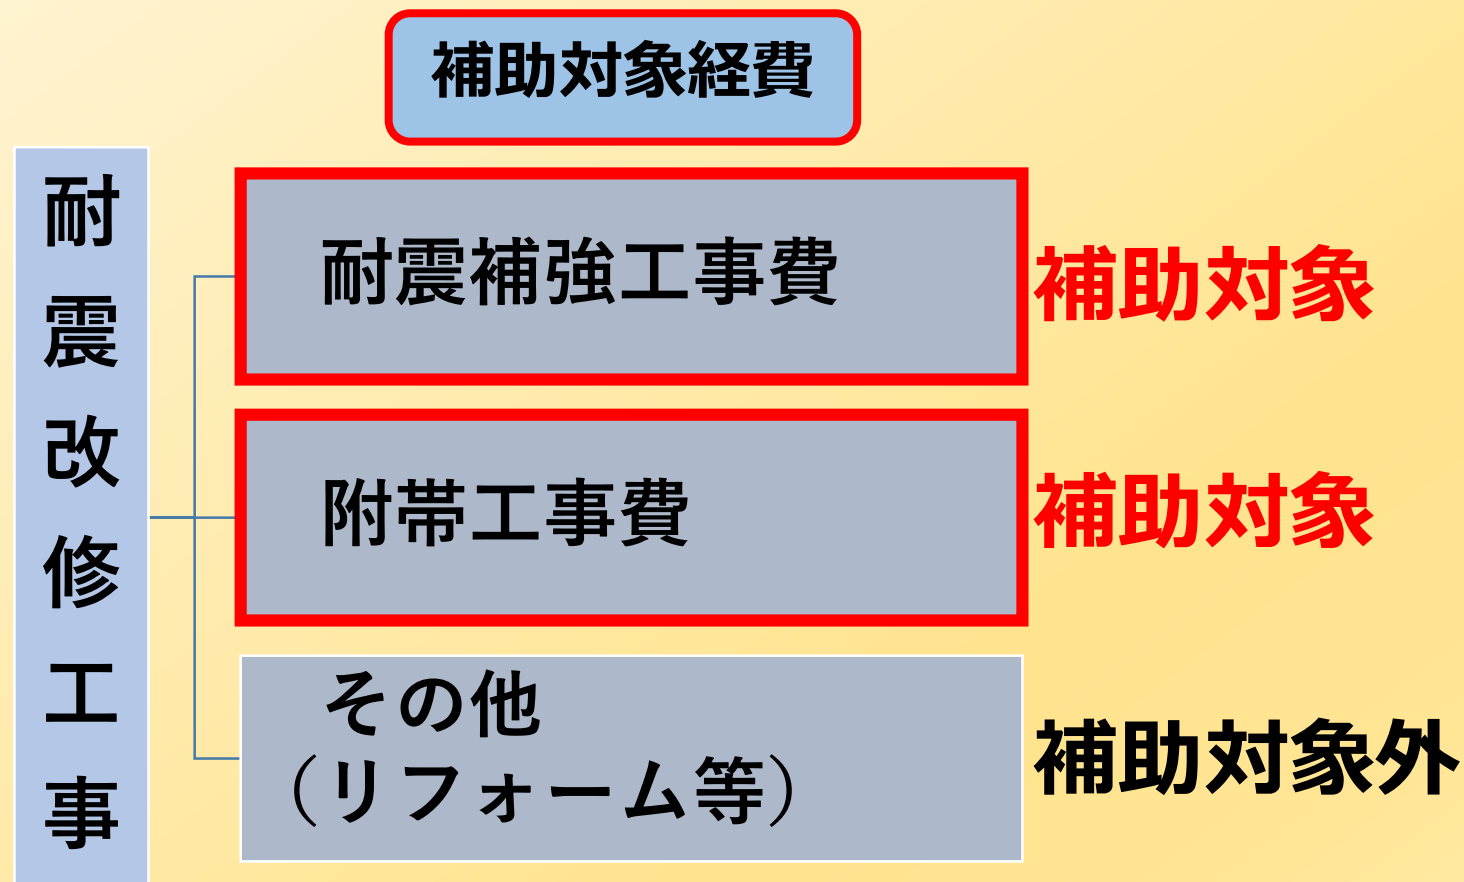 補助対象経費
耐震改修工事
耐震補強工事費
補助対象
附帯工事費
補助対象
その他
（リフォーム等）
補助対象外